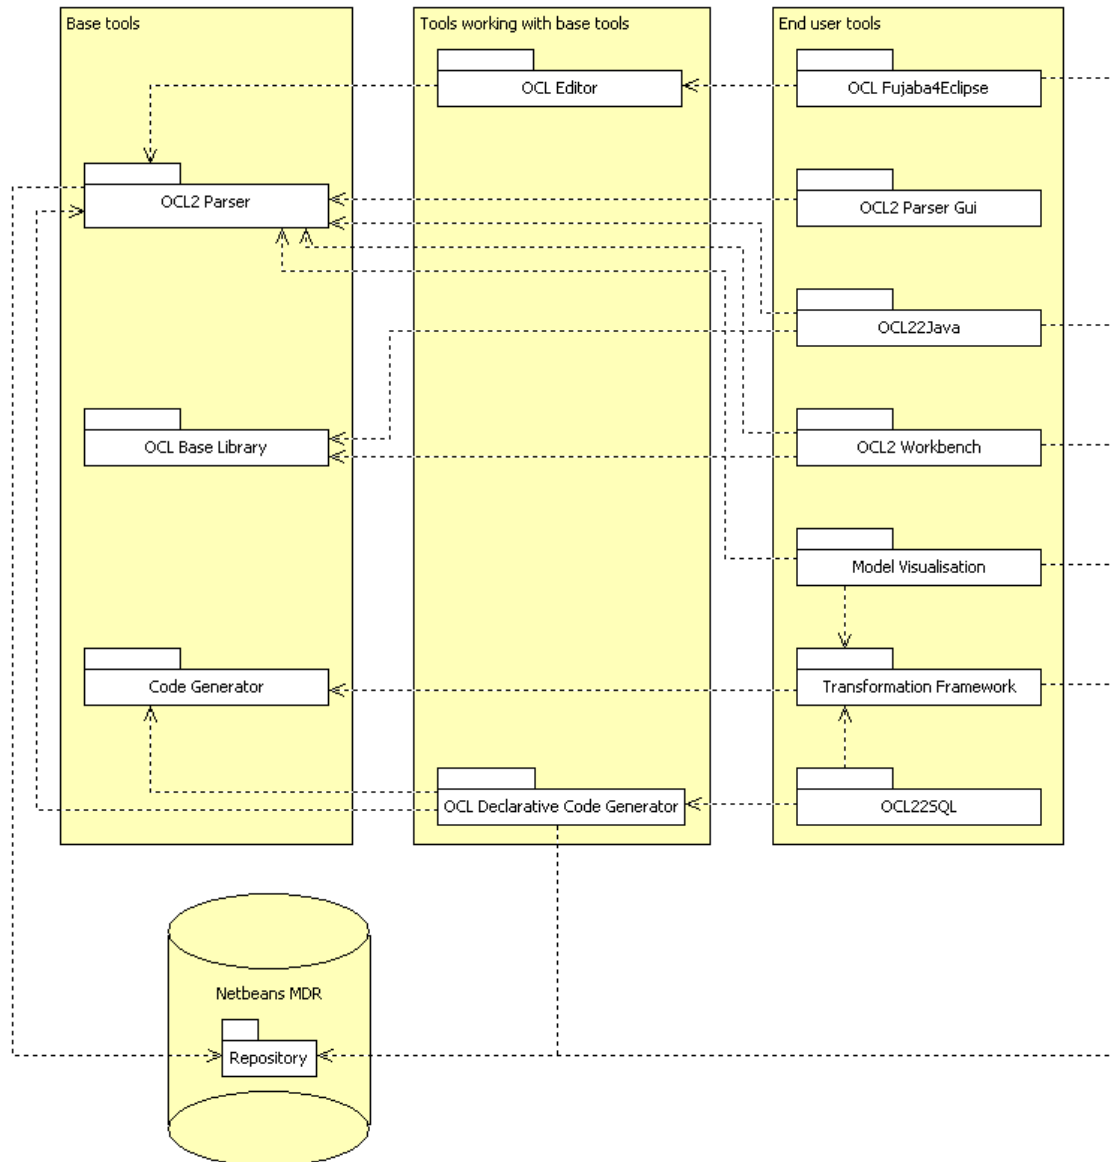 Base tools
Tools working with base tools
End user tools
OCL Editor
OCL Fujaba4Eclipse
OCL2 Parser
OCL2 Parser Gui
OCL22Java
OCL Base Library
OCL2 Workbench
Model Visualisation
Code Generator
Transformation Framework
OCL Declarative Code Generator
OCL22SQL
Netbeans MDR
Repository